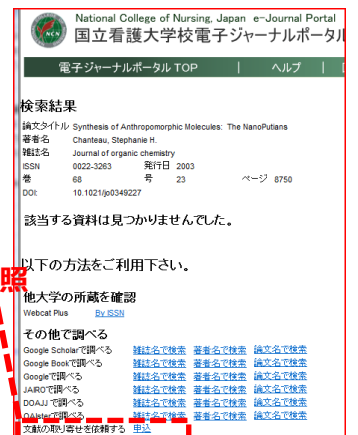 National College of Nursing, Japan e-Journal Portal
国立看護大学校電子ジャーナルポータル
NCN
電子ジャーナルポータル TOP | ヘルプ |
検索結果
論文タイトル Synthesis of Anthropomorphic Molecules: The NanoPutians
著者名 Chanteau, Stephanie H.
雑誌名 Journal of organic chemistry
ISSN 0022-3263 発行日 2003
巻 68 号 23 ページ 8750
DOI: 10.1021/jo0349227
該当する資料は見つかりませんでした。
以下の方法をご利用下さい。
照
他大学の所蔵を確認
Webcat Plus By ISSN
その他で調べる
Google Scholarで調べる 雑誌名で検索 著者名で検索 論文名で検索
Google Bookで調べる 雑誌名で検索 著者名で検索 論文名で検索
Googleで調べる 雑誌名で検索 著者名で検索 論文名で検索
JAIROで調べる 雑誌名で検索 著者名で検索 論文名で検索
DOAJで調べる 雑誌名で検索 著者名で検索 論文名で検索
OAIsterで調べる 雑誌名で検索 著者名で検索 論文名で検索
文献の取り寄せを依頼する 申込